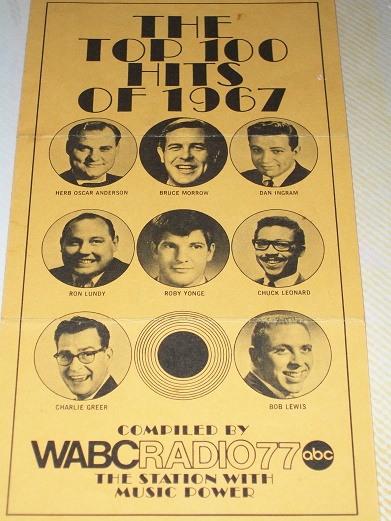 THE
TOP 100
HITS
OF 1967
HERB OSCAR ANDERSON
BRUCE MORROW
DAN INGRAM
RON LUNDY
ROBY YONGE
CHUCK LEONARD
CHARLIE GREER
BOB LEWIS
COMPILED BY
WABCRADIO77 abc
THE STATION WITH
MUSIC POWER